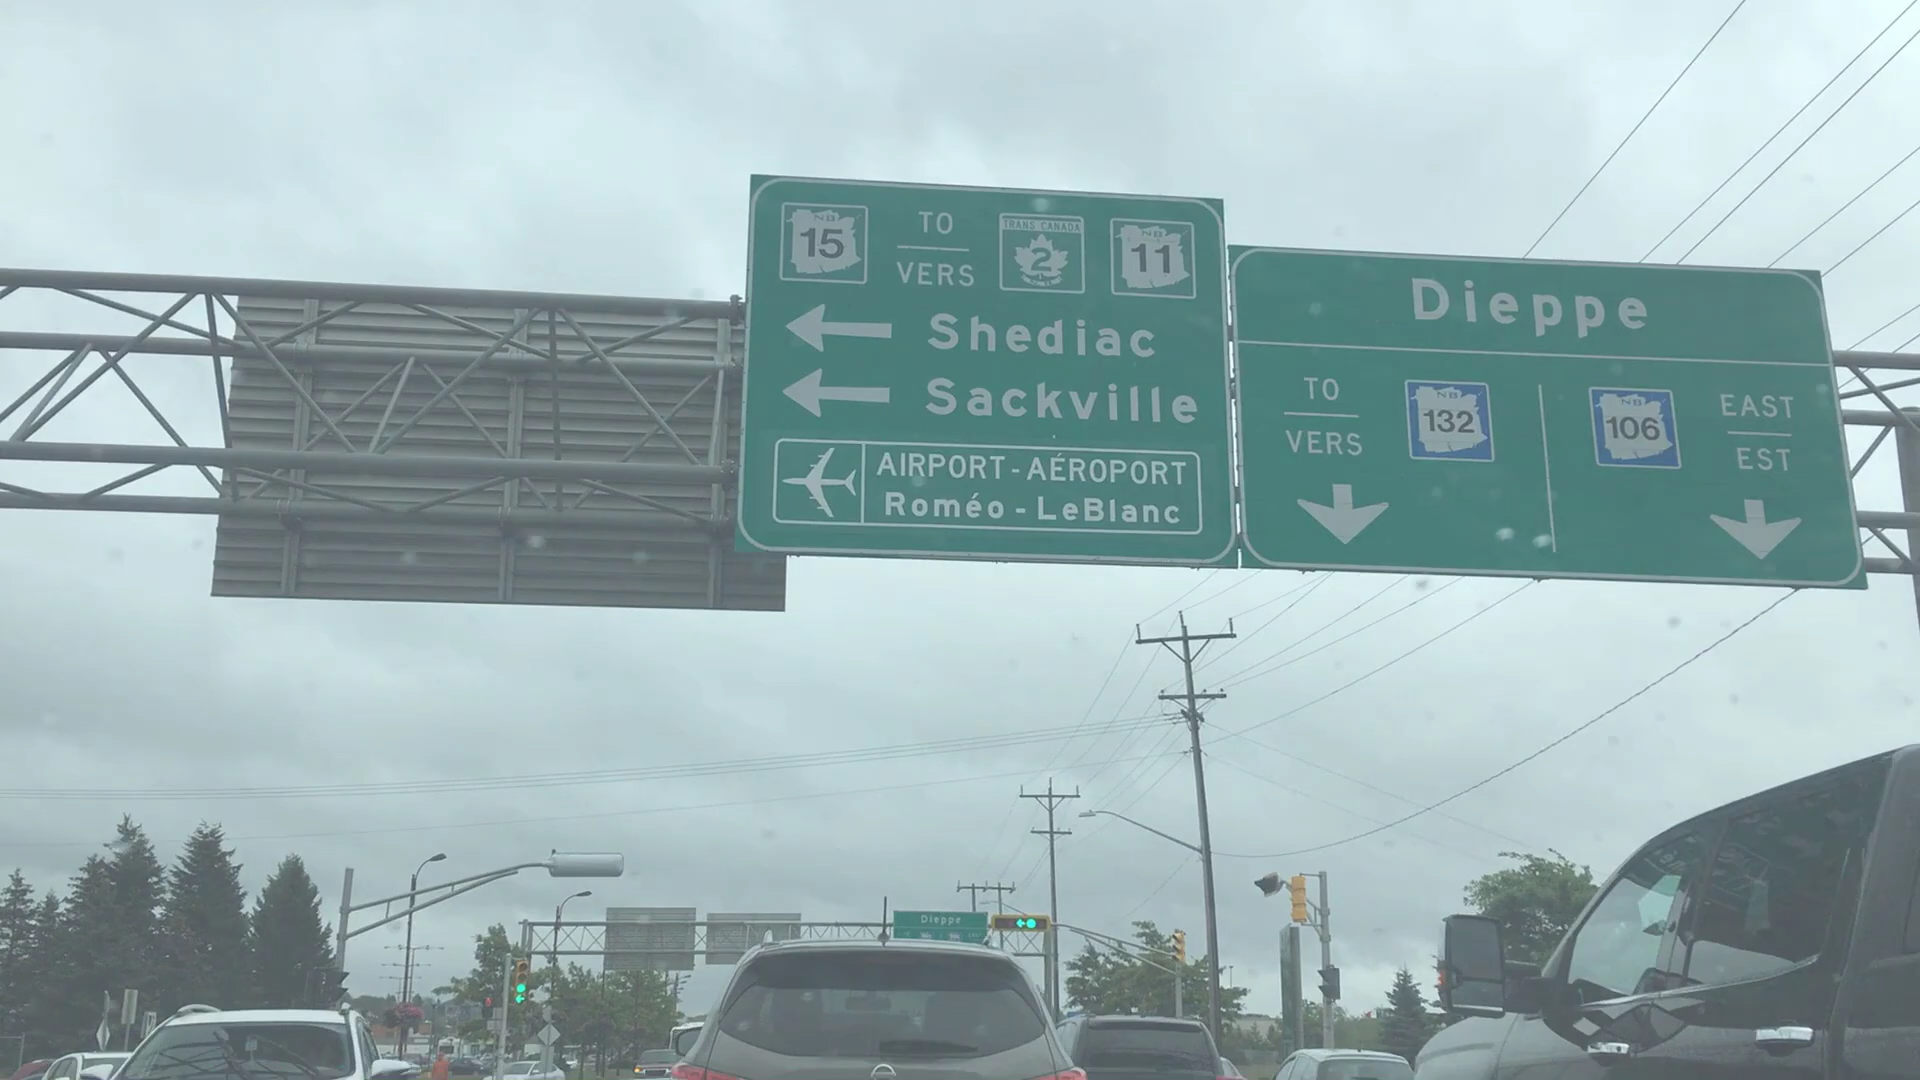 NB 15
TO
VERS
TRANS CANADA
2
NB 11
Shediac
Sackville
AIRPORT - AÉROPORT
Roméo - LeBlanc
Dieppe
TO
VERS
NB 132
NB 106
EAST
EST
Dieppe